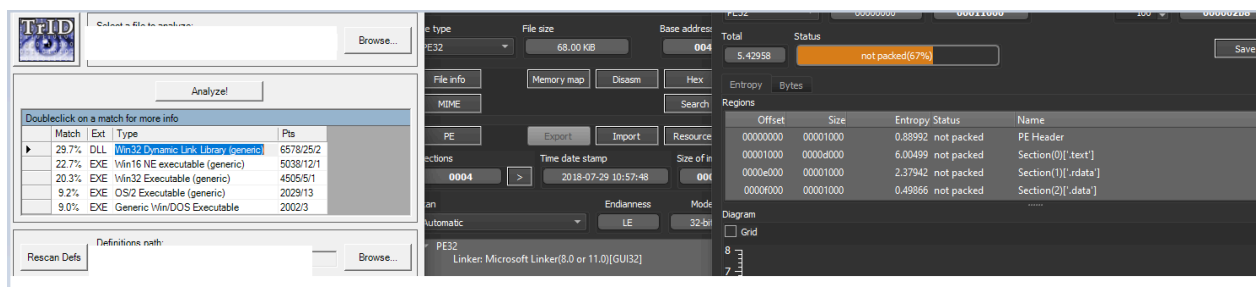 TrID
Select a file to analyze:
Browse...
Analyze!
Doubleclick on a match for more info
Match Ext Type Pts
29.7% DLL Win32 Dynamic Link Library (generic) 6578/25/2
22.7% EXE Win16 NE executable (generic) 5038/12/1
20.3% EXE Win32 Executable (generic) 4505/5/1
9.2% EXE OS/2 Executable (generic) 2029/13
9.0% EXE Generic Win/DOS Executable 2002/3
Rescan Defs
Definitions path:
Browse...
e type File size Base address
PE32 68.00 KiB 004
File info Memory map Disasm Hex
MIME Search
PE Export Import Resource
ections Time date stamp Size of in
0004 > 2018-07-29 10:57:48 000
an Endianness Mode
Automatic LE 32-bi
PE32
Linker: Microsoft Linker(8.0 or 11.0)[GUI32]
PE32 00000000 00011000 100 000002b8
Total Status
5.42958 not packed(67%) Save
Entropy Bytes
Regions
Offset Size Entropy Status Name
00000000 00001000 0.88992 not packed PE Header
00001000 0000d000 6.00499 not packed Section(0)['.text']
0000e000 00001000 2.37942 not packed Section(1)['.rdata']
0000f000 00001000 0.49866 not packed Section(2)['.data']
Diagram
Grid
8
7